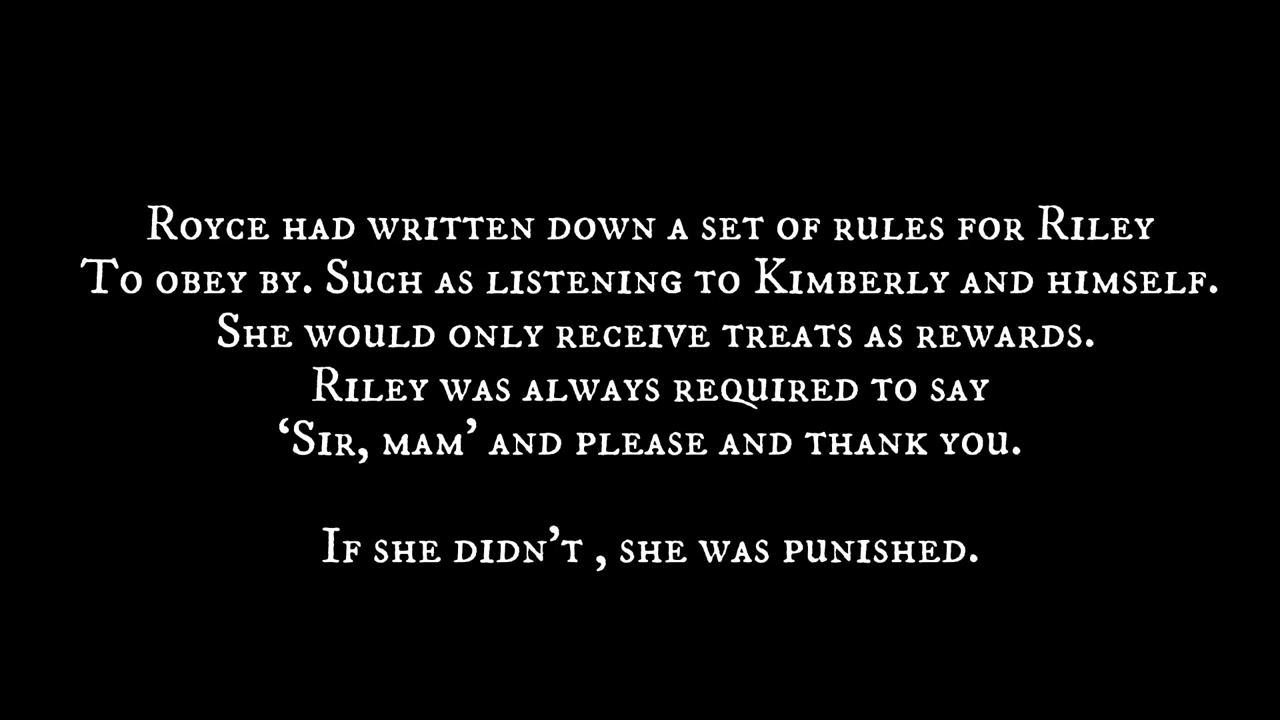 Royce had written down a set of rules for Riley
To obey by. Such as listening to Kimberly and himself.
She would only receive treats as rewards.
Riley was always required to say
‘Sir, mam’ and please and thank you.
If she didn’t , she was punished.